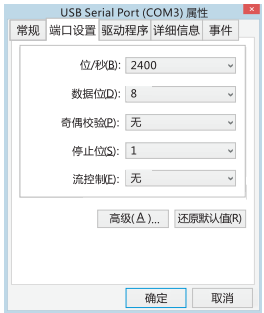 USB Serial Port (COM3) 属性
常规 端口设置 驱动程序 详细信息 事件
位/秒(B): 2400
数据位(D): 8
奇偶校验(P): 无
停止位(S): 1
流控制(F): 无
高级(A)... 还原默认值(R)
确定 取消